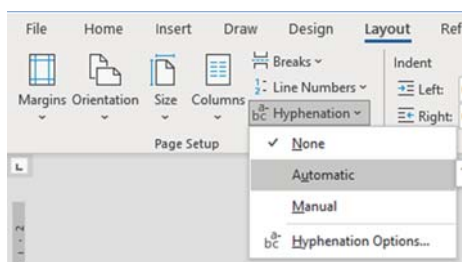 File Home Insert Draw Design Layout Ref
Breaks Indent
Line Numbers Left:
Margins Orientation Size Columns
Hyphenation Right:
Page Setup
None
Automatic
Manual
Hyphenation Options...